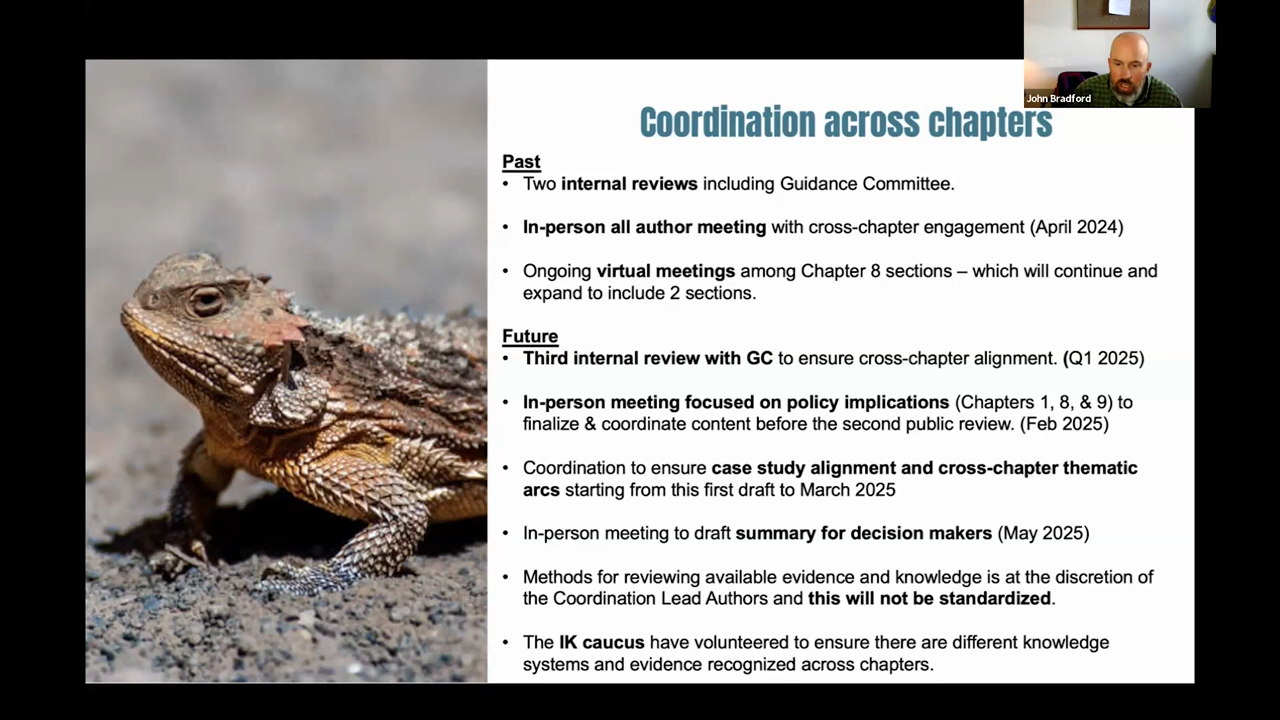 John Bradford
Coordination across chapters
Past
• Two internal reviews including Guidance Committee.
• In-person all author meeting with cross-chapter engagement (April 2024)
• Ongoing virtual meetings among Chapter 8 sections – which will continue and
expand to include 2 sections.
Future
• Third internal review with GC to ensure cross-chapter alignment. (Q1 2025)
• In-person meeting focused on policy implications (Chapters 1, 8, & 9) to
finalize & coordinate content before the second public review. (Feb 2025)
• Coordination to ensure case study alignment and cross-chapter thematic
arcs starting from this first draft to March 2025
• In-person meeting to draft summary for decision makers (May 2025)
• Methods for reviewing available evidence and knowledge is at the discretion of
the Coordination Lead Authors and this will not be standardized.
• The IK caucus have volunteered to ensure there are different knowledge
systems and evidence recognized across chapters.